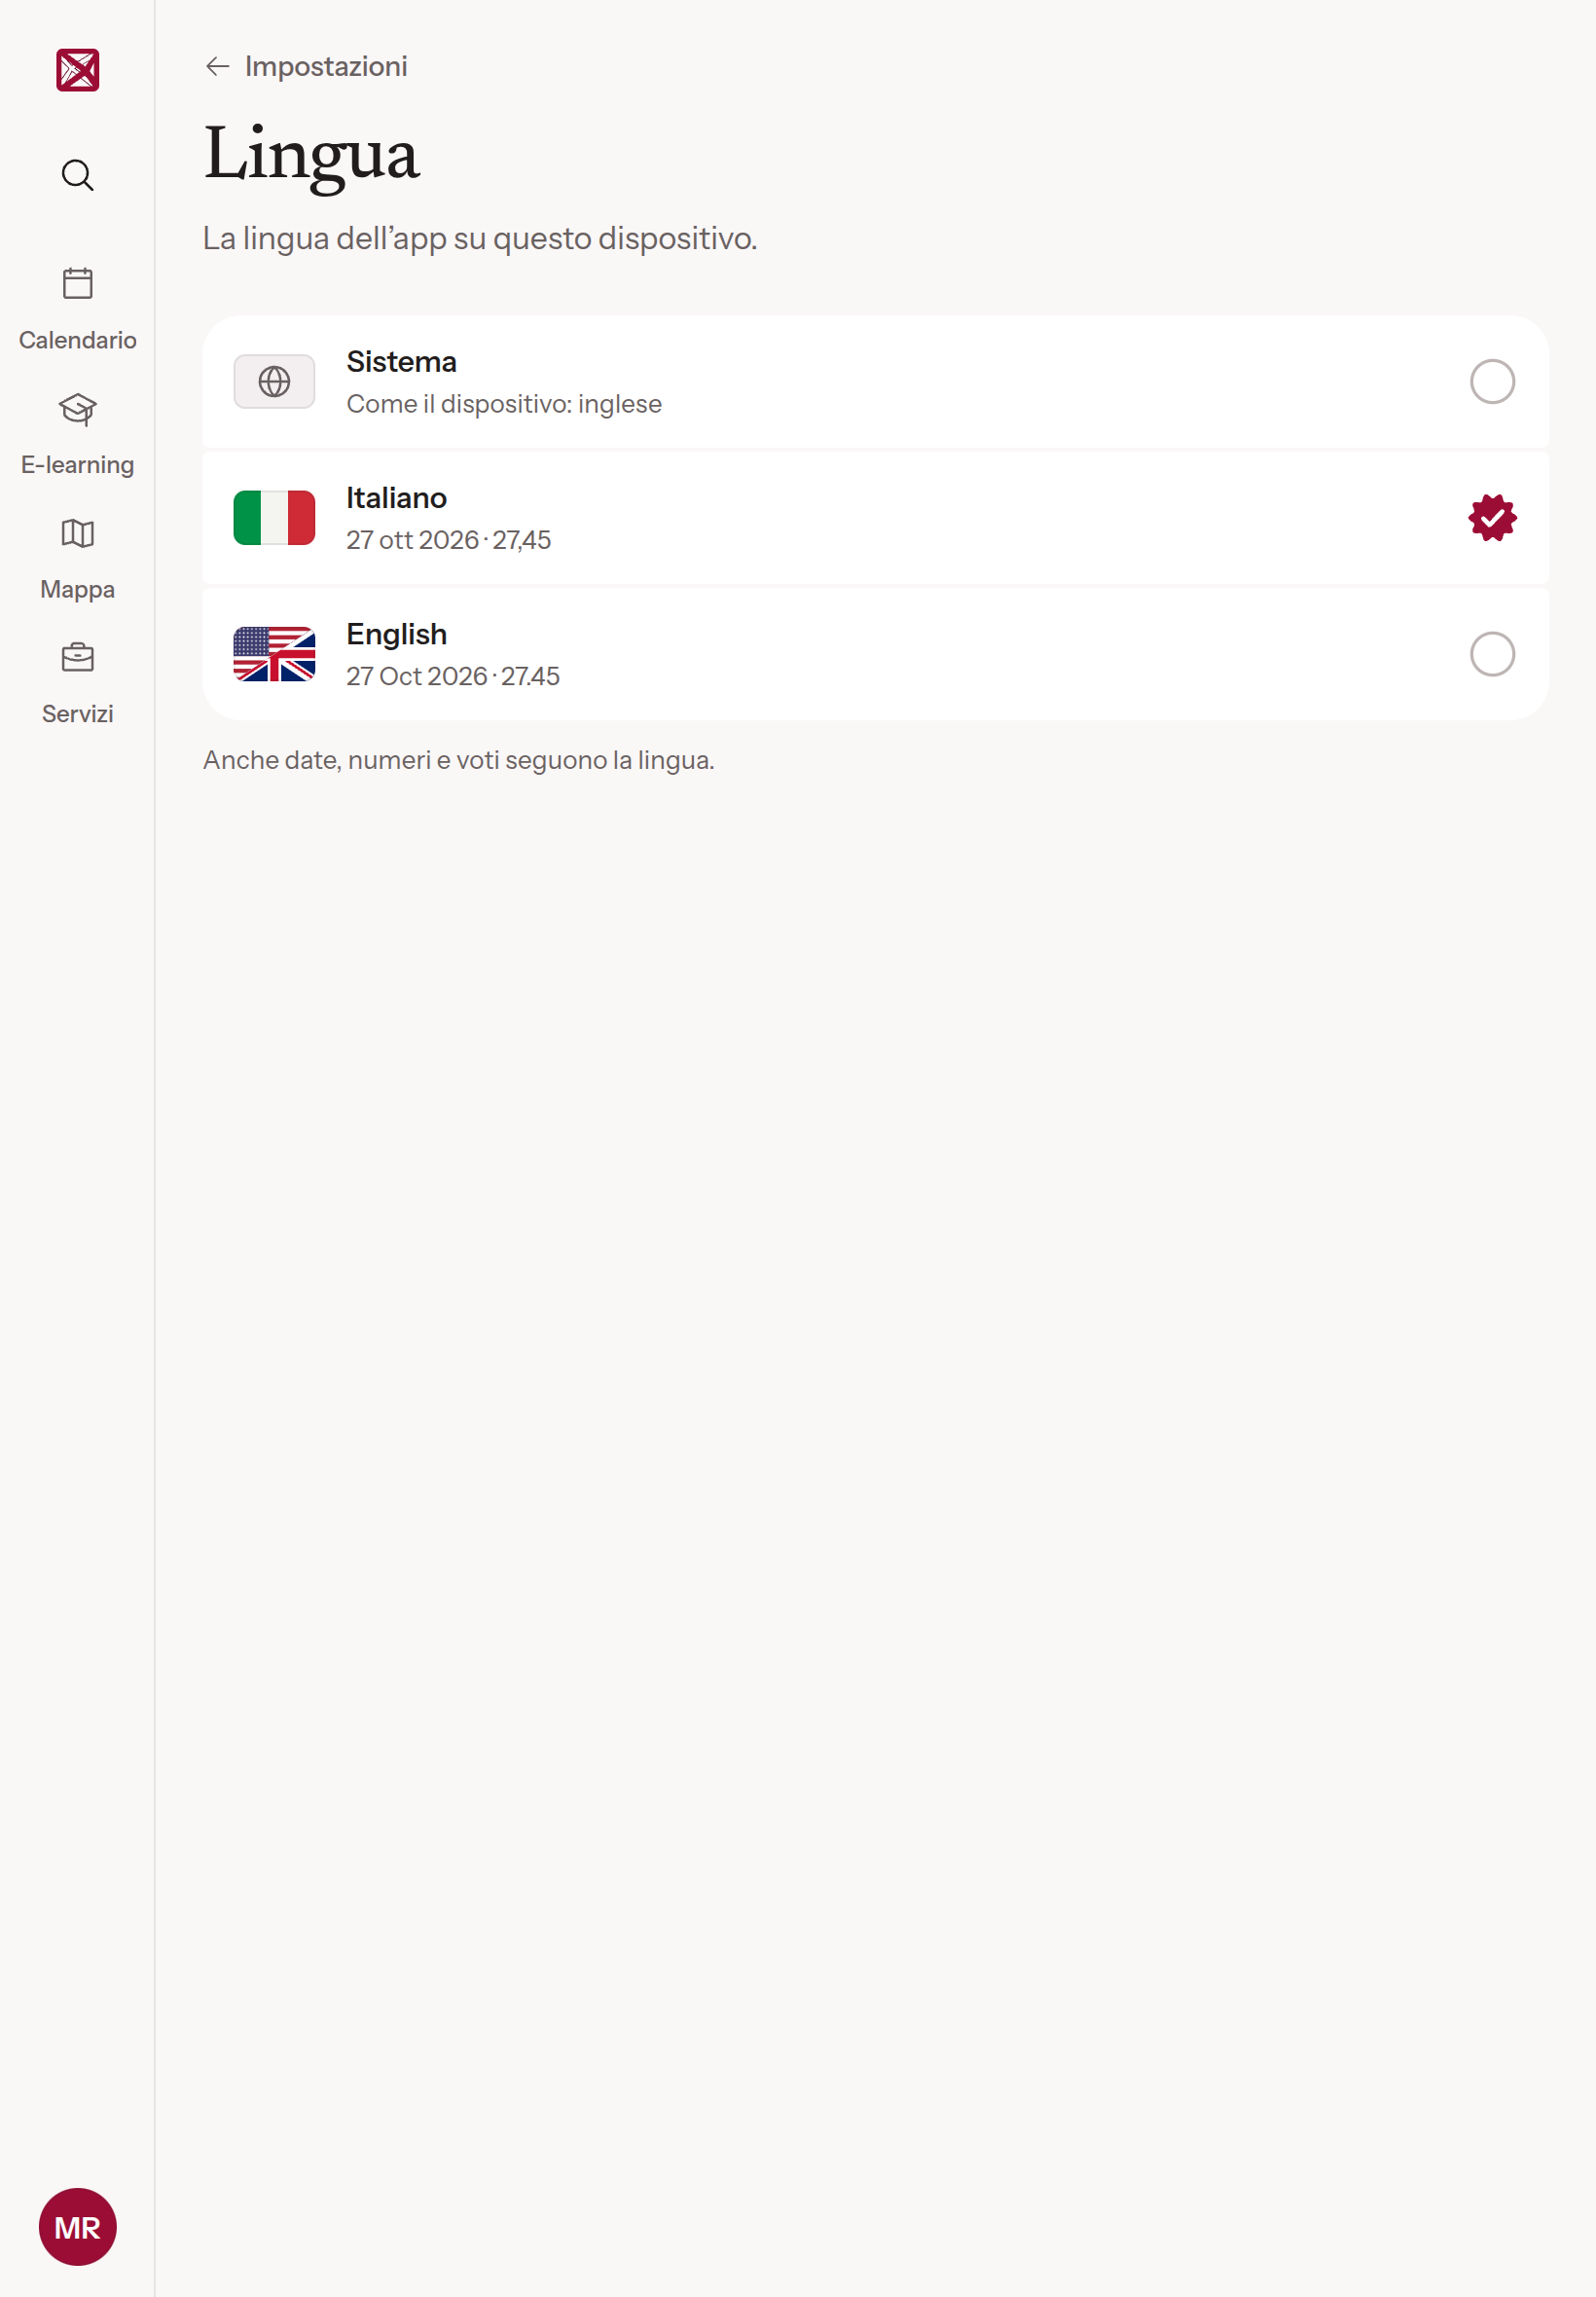 Impostazioni
Lingua
La lingua dell’app su questo dispositivo.
Calendario
E-learning
Mappa
Servizi
Sistema
Come il dispositivo: inglese
Italiano
27 ott 2026 · 27,45
English
27 Oct 2026 · 27.45
Anche date, numeri e voti seguono la lingua.
MR